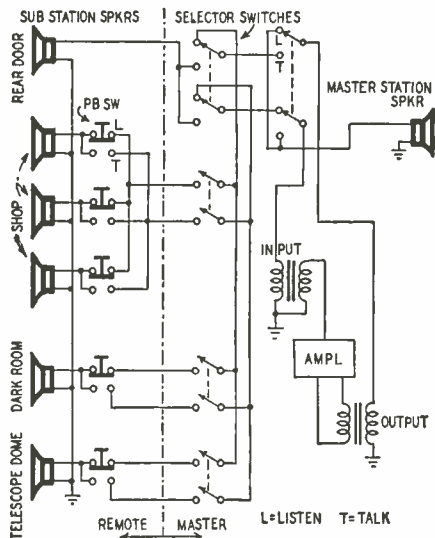 SUB STATION SPKRS
SELECTOR SWITCHES
REAR DOOR
L
T
MASTER STATION
SPKR
PB SW
L
T
SHOP
INPUT
AMPL
OUTPUT
DARK ROOM
TELESCOPE DOME
REMOTE
MASTER
L=LISTEN T=TALK